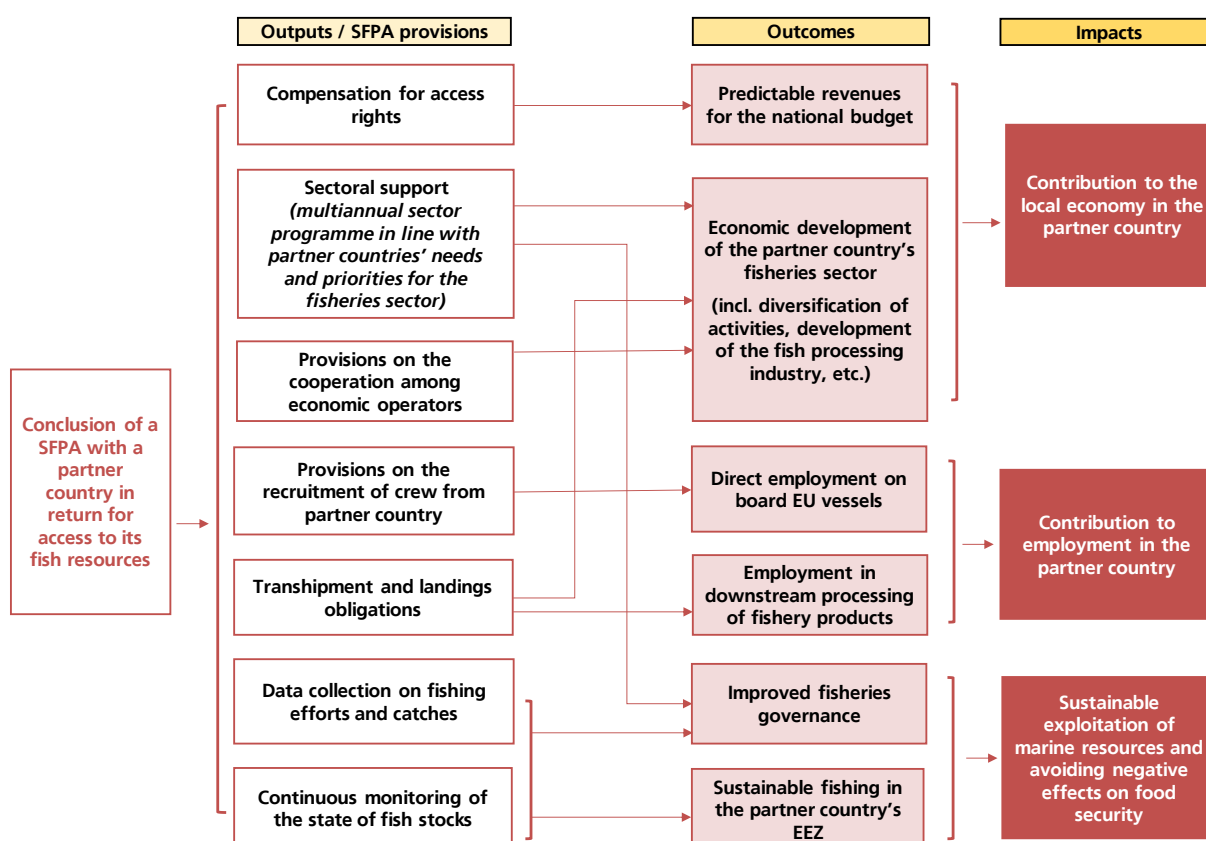 Outputs / SFPA provisions
Outcomes
Impacts
Conclusion of a
SFPA with a
partner
country in
return for
access to its
fish resources
Compensation for access
rights
Sectoral support
(multiannual sector
programme in line with
partner countries’ needs
and priorities for the
fisheries sector)
Provisions on the
cooperation among
economic operators
Provisions on the
recruitment of crew from
partner country
Transhipment and landings
obligations
Data collection on fishing
efforts and catches
Continuous monitoring of
the state of fish stocks
Predictable revenues
for the national budget
Economic development
of the partner country’s
fisheries sector
(incl. diversification of
activities, development
of the fish processing
industry, etc.)
Direct employment on
board EU vessels
Employment in
downstream processing
of fishery products
Improved fisheries
governance
Sustainable fishing in
the partner country’s
EEZ
Contribution to the
local economy in the
partner country
Contribution to
employment in the
partner country
Sustainable
exploitation of
marine resources and
avoiding negative
effects on food
security